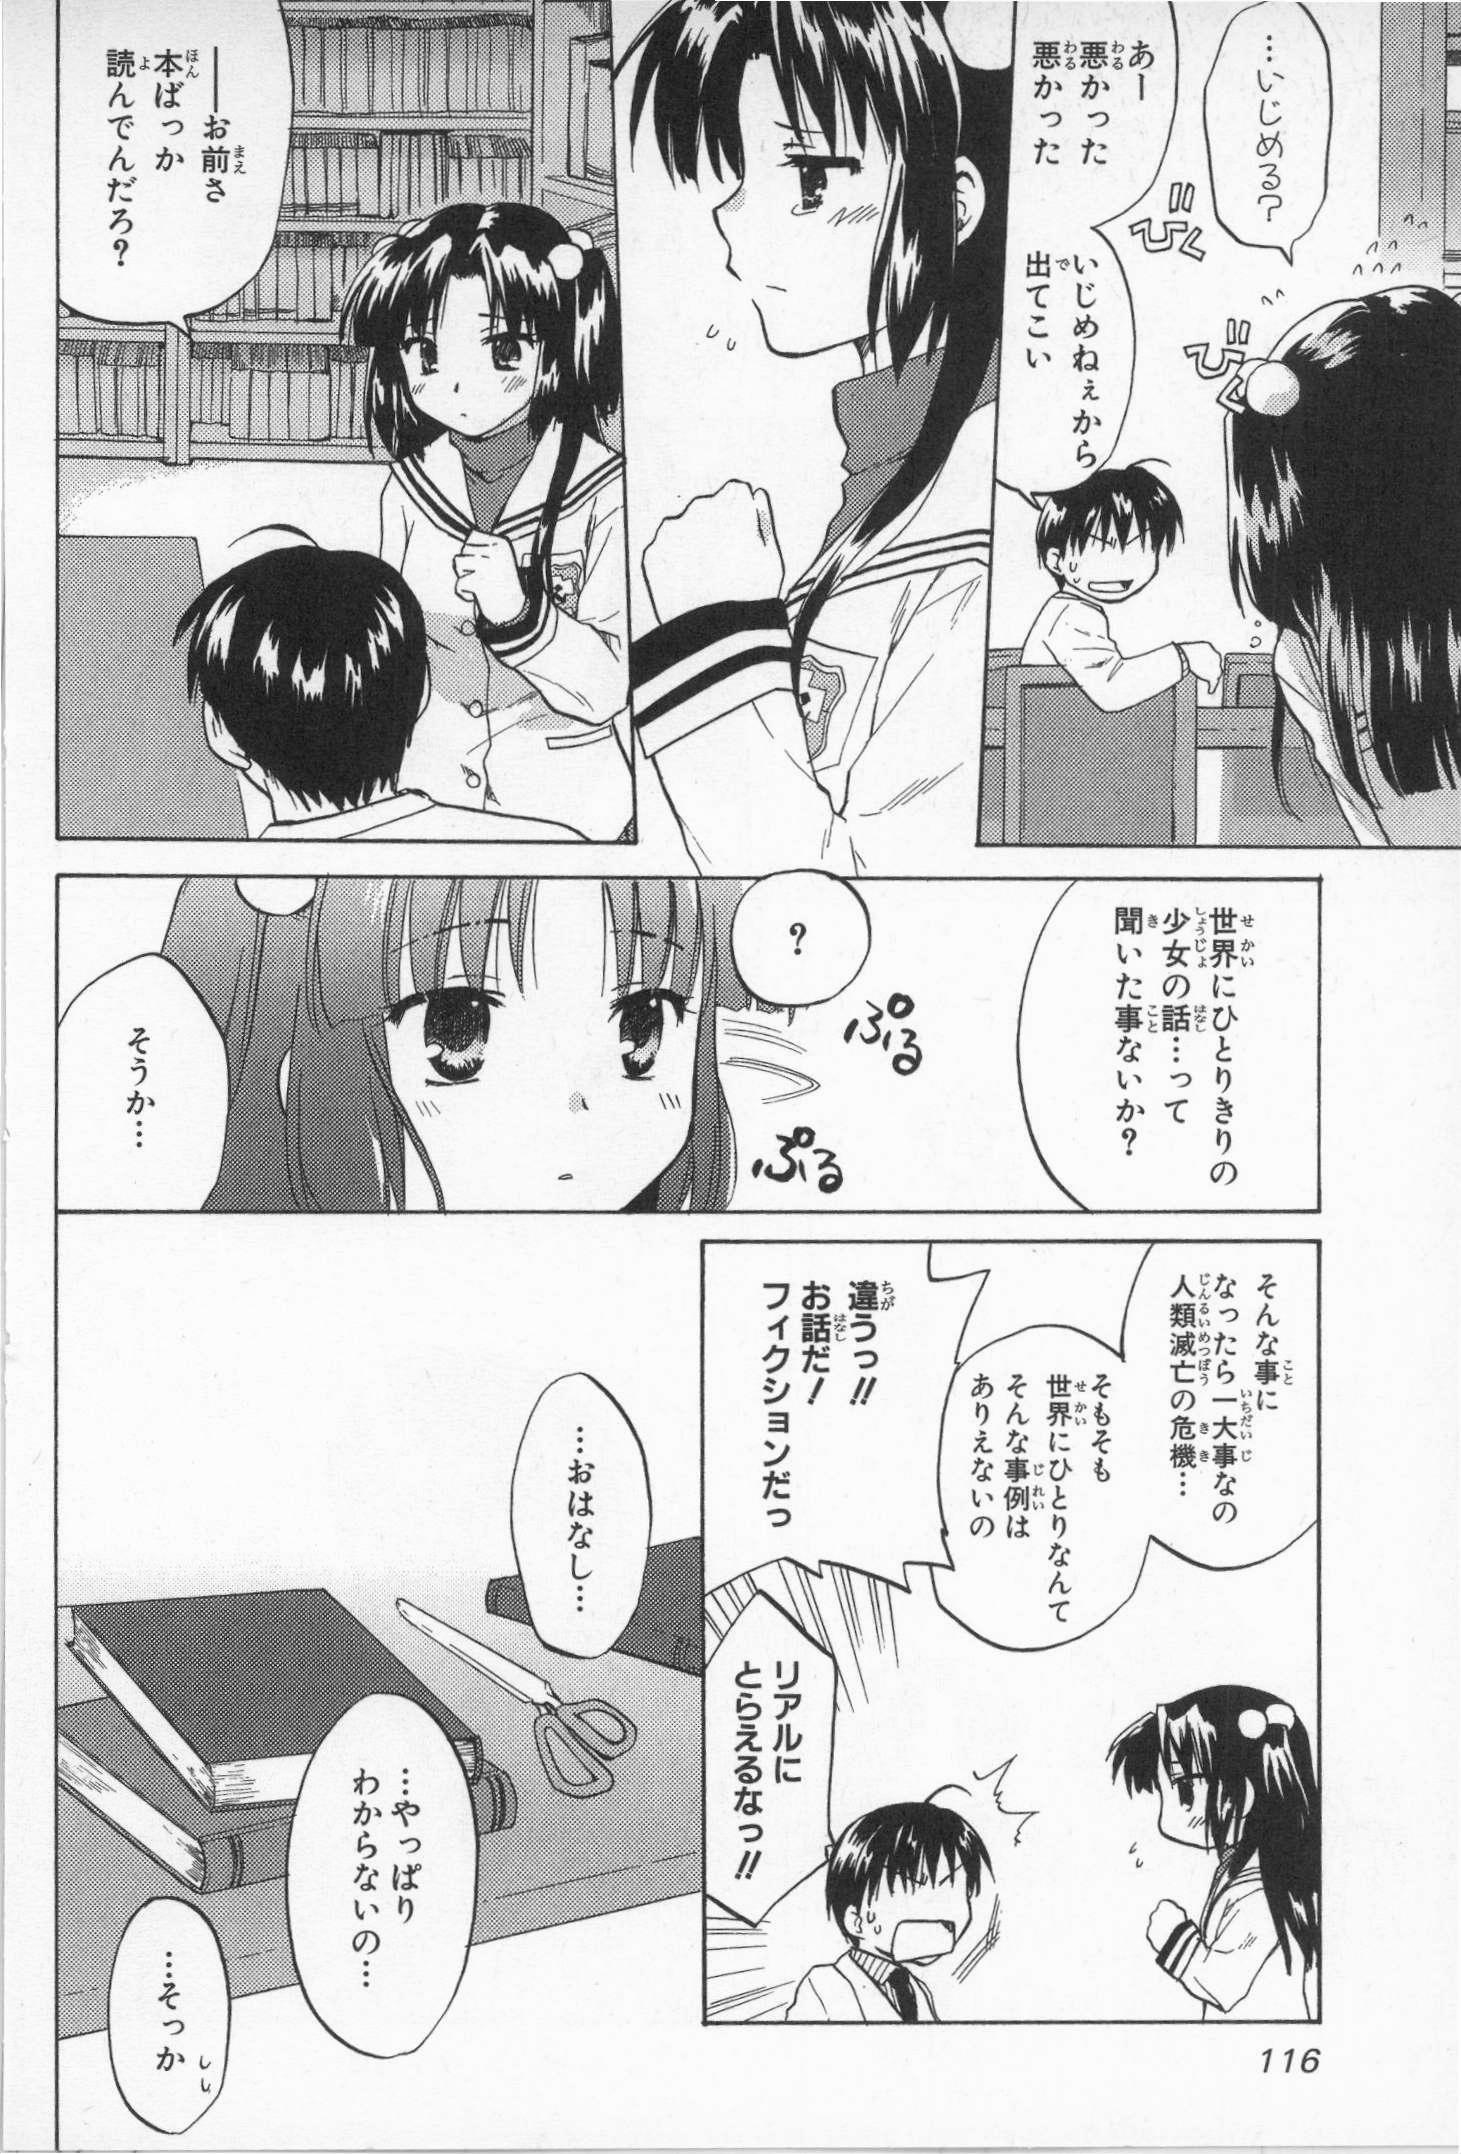 …いじめる?
びく
びく
あー
悪かった
悪かった
いじめねぇから
出てこい
──お前さ
本ばっか
読んでんだろ?
世界にひとりきりの
少女の話…って
聞いた事ないか?
?
ぷる
ぷる
そうか…
そんな事に
なったら一大事なの
人類滅亡の危機…
そもそも
世界にひとりなんて
そんな事例は
ありえないの
違うっ!!
お話だ!
フィクションだっ
リアルに
とらえるなっ!!
…おはなし…
…やっぱり
わからないの…
…そっか
116